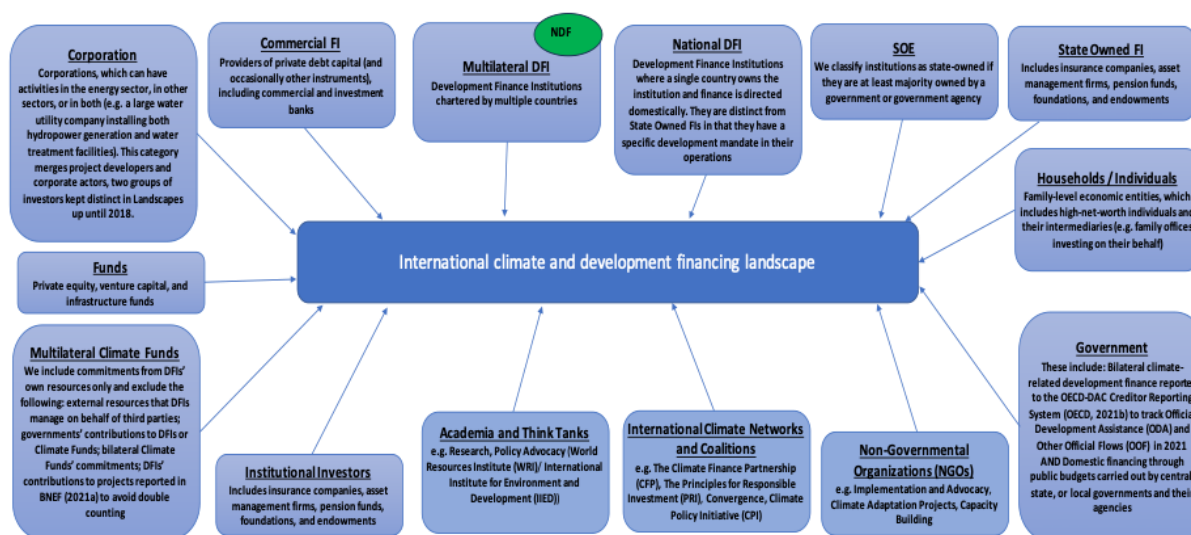 Corporation
Corporations, which can have
activities in the energy sector, in other
sectors, or in both (e.g. a large water
utility company installing both
hydropower generation and water
treatment facilities). This category
merges project developers and
corporate actors, two groups of
investors kept distinct in Landscapes
up until 2018.
Commercial FI
Providers of private debt capital (and
occasionally other instruments),
including commercial and investment
banks
NDF
Multilateral DFI
Development Finance Institutions
chartered by multiple countries
National DFI
Development Finance Institutions
where a single country owns the
institution and finance is directed
domestically. They are distinct from
State Owned FIs in that they have a
specific development mandate in their
operations
SOE
We classify institutions as state-owned if
they are at least majority owned by a
government or government agency
State Owned FI
Includes insurance companies, asset
management firms, pension funds,
foundations, and endowments
Households / Individuals
Family-level economic entities, which
includes high-net-worth individuals and
their intermediaries (e.g. family offices
investing on their behalf)
International climate and development financing landscape
Funds
Private equity, venture capital, and
infrastructure funds
Multilateral Climate Funds
We include commitments from DFIs'
own resources only and exclude the
following: external resources that DFIs
manage on behalf of third parties;
governments' contributions to DFIs or
Climate Funds; bilateral Climate
Funds' commitments; DFIs'
contributions to projects reported in
BNEF (2021a) to avoid double
counting
Institutional Investors
Includes insurance companies, asset
management firms, pension funds,
foundations, and endowments
Academia and Think Tanks
e.g. Research, Policy Advocacy (World
Resources Institute (WRI)/ International
Institute for Environment and
Development (IIED))
International Climate Networks
and Coalitions
e.g. The Climate Finance Partnership
(CFP), The Principles for Responsible
Investment (PRI), Convergence, Climate
Policy Initiative (CPI)
Non-Governmental
Organizations (NGOs)
e.g. Implementation and Advocacy,
Climate Adaptation Projects, Capacity
Building
Government
These include: Bilateral climate-
related development finance reporte
to the OECD-DAC Creditor Reporting
System (OECD, 2021b) to track Officia
Development Assistance (ODA) and
Other Official Flows (OOF) in 2021
AND Domestic financing through
public budgets carried out by central
state, or local governments and their
agencies